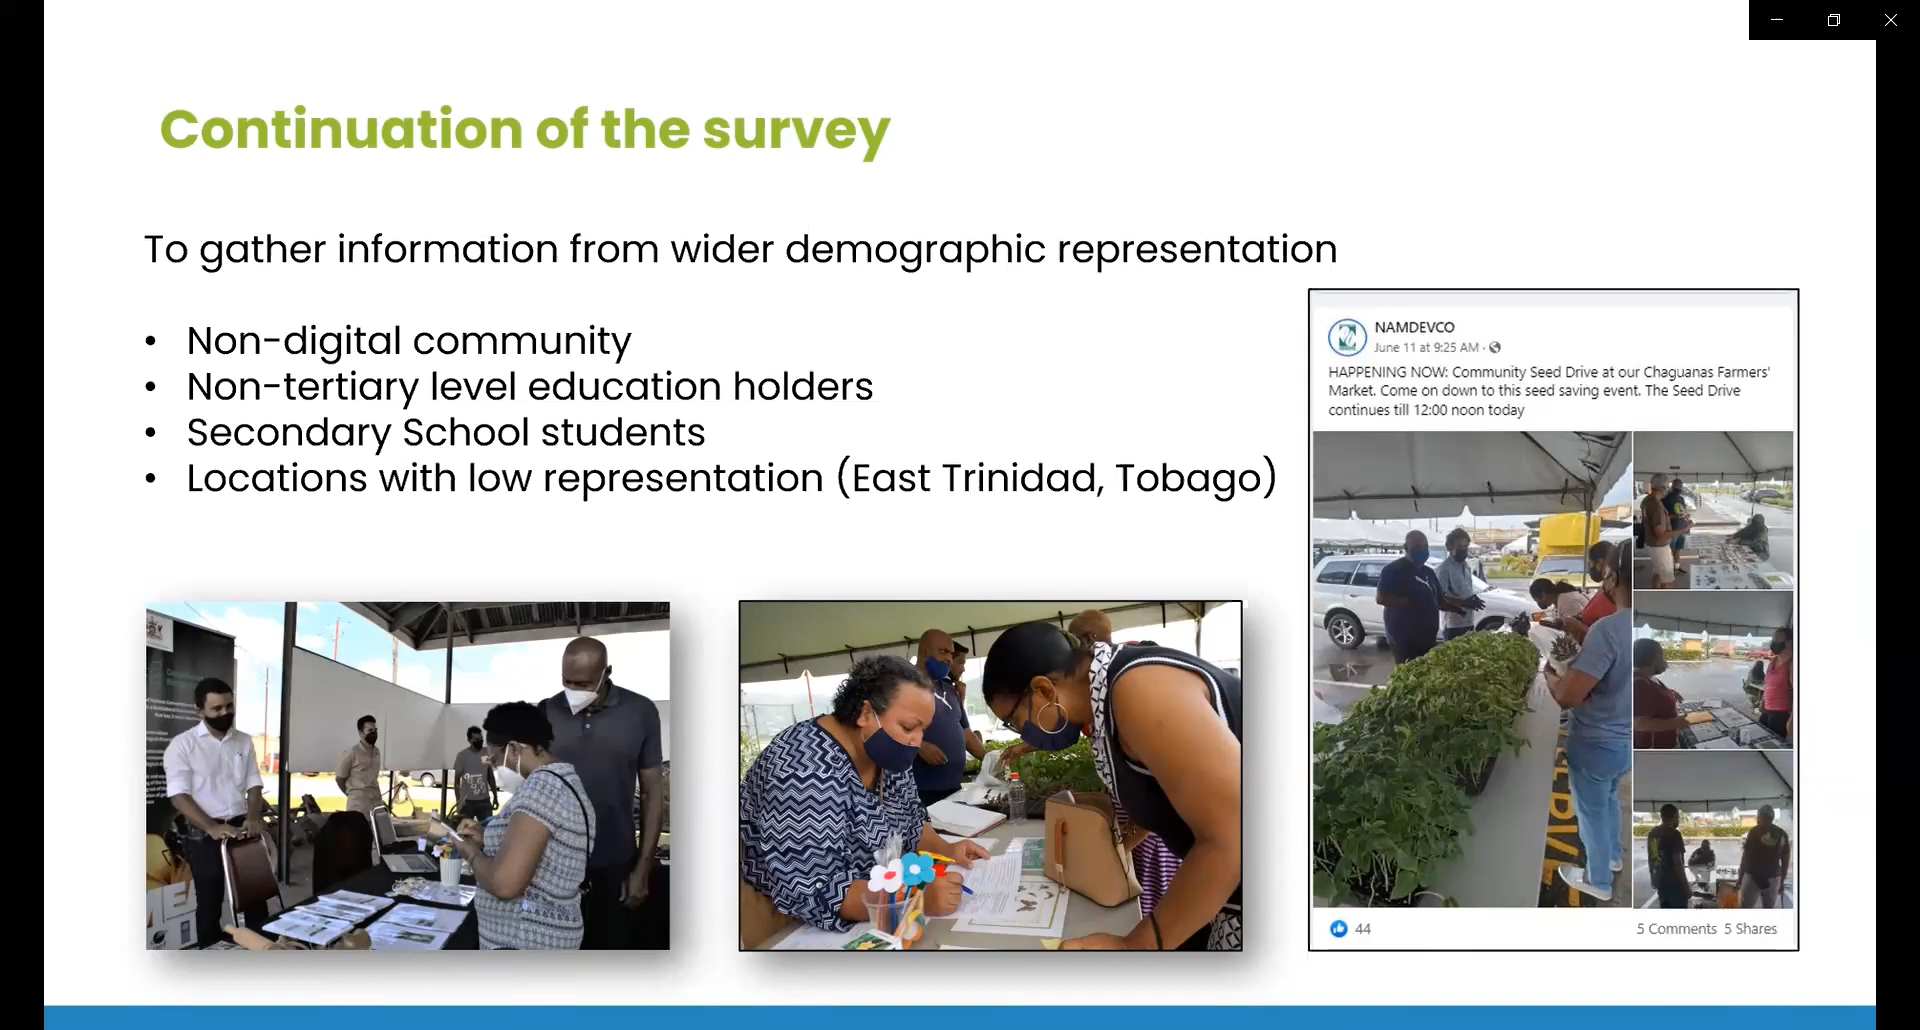 Continuation of the survey
To gather information from wider demographic representation
• Non-digital community
• Non-tertiary level education holders
• Secondary School students
• Locations with low representation (East Trinidad, Tobago)
NAMDEVCO
June 11 at 9:25 AM ·
HAPPENING NOW: Community Seed Drive at our Chaguanas Farmers'
Market. Come on down to this seed saving event. The Seed Drive
continues till 12:00 noon today
44
5 Comments 5 Shares